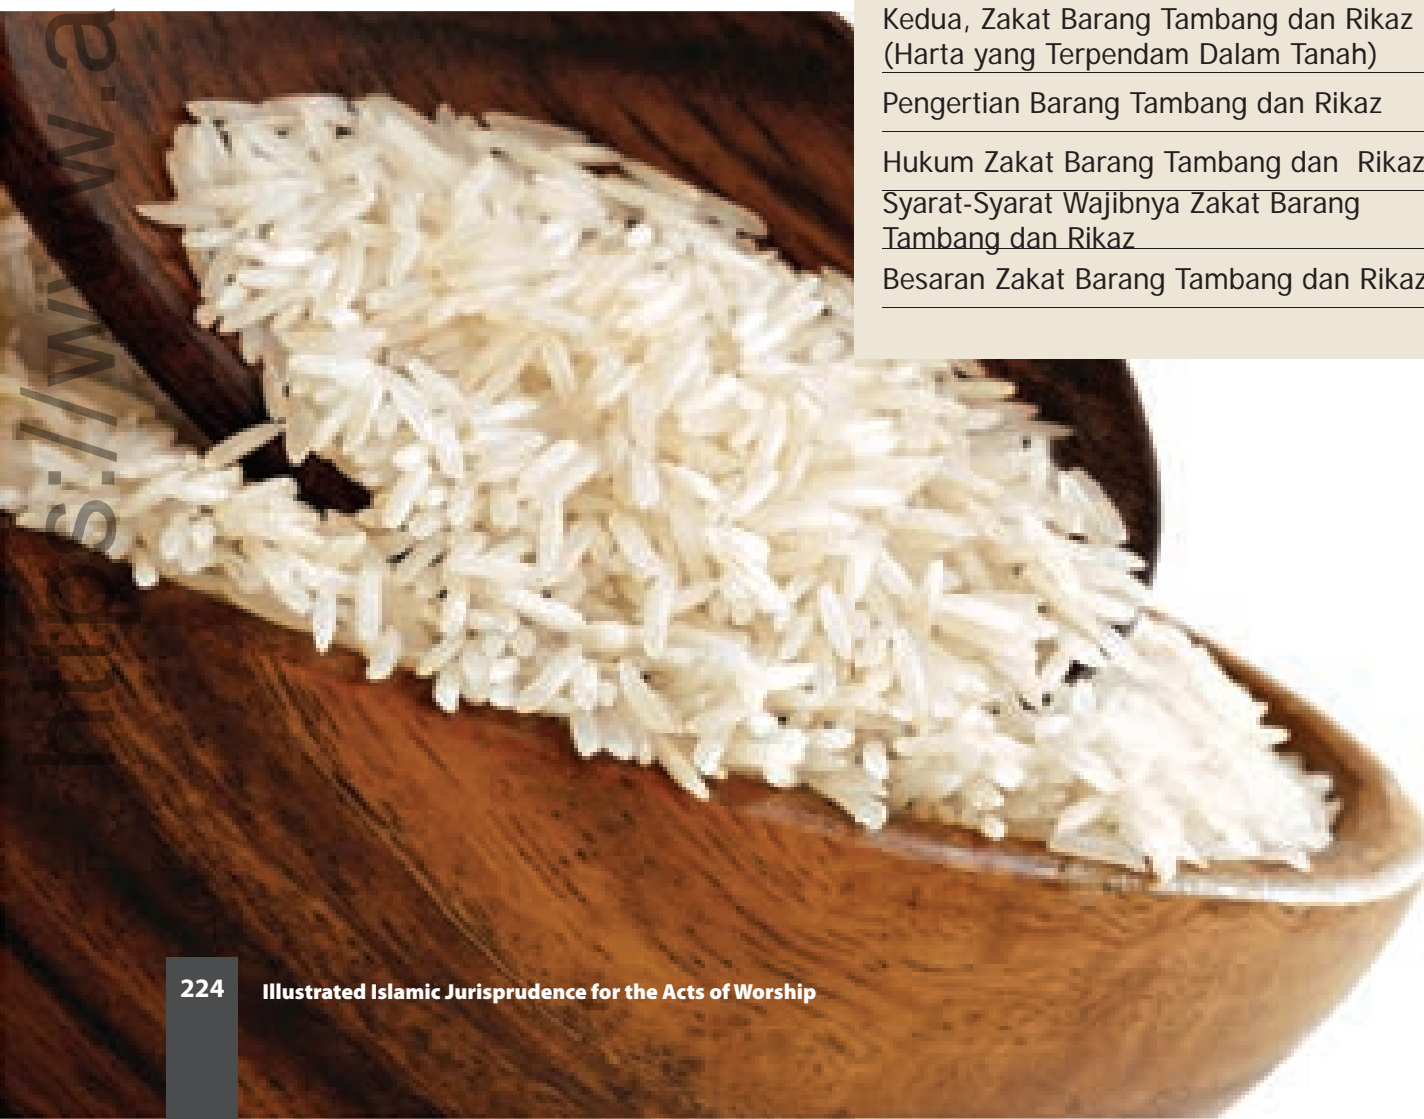 Kedua, Zakat Barang Tambang dan Rikaz
(Harta yang Terpendam Dalam Tanah)
Pengertian Barang Tambang dan Rikaz
Hukum Zakat Barang Tambang dan Rikaz
Syarat-Syarat Wajibnya Zakat Barang
Tambang dan Rikaz
Besaran Zakat Barang Tambang dan Rikaz
https://www.a
224
Illustrated Islamic Jurisprudence for the Acts of Worship